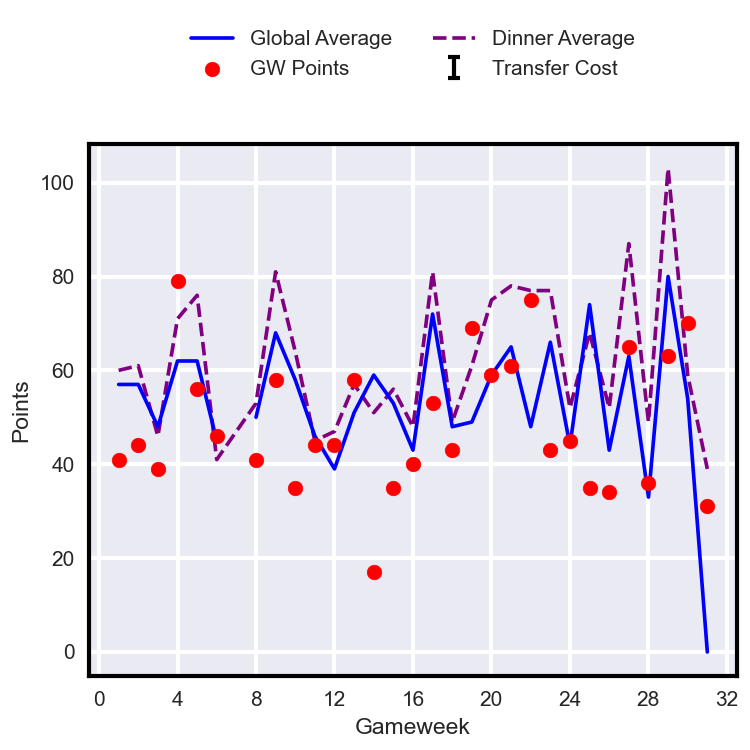 Global Average
GW Points
Dinner Average
Transfer Cost
Points
100
80
60
40
20
0
0 4 8 12 16 20 24 28 32
Gameweek